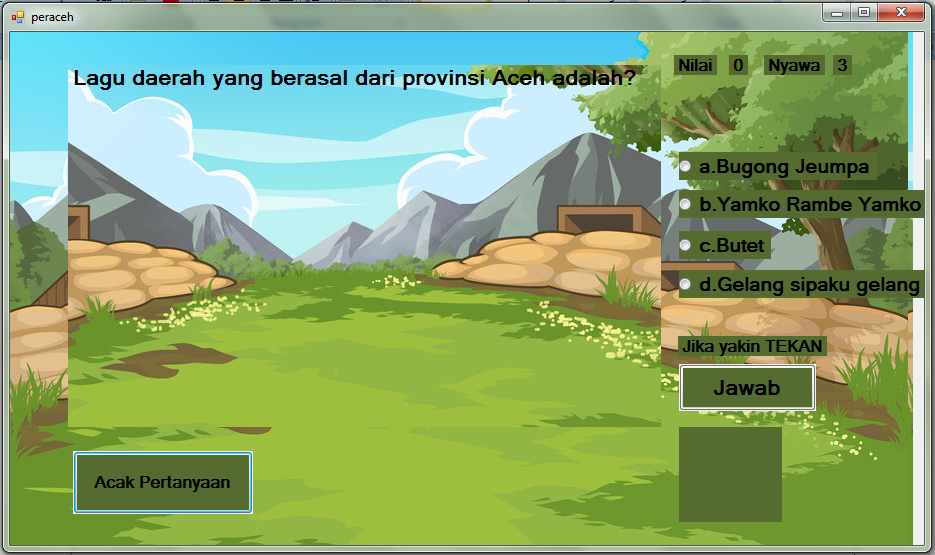 peraceh
Lagu daerah yang berasal dari provinsi Aceh adalah?
Nilai 0 Nyawa 3
a.Bugong Jeumpa
b.Yamko Rambe Yamko
c.Butet
d.Gelang sipaku gelang
Jika yakin TEKAN
Jawab
Acak Pertanyaan